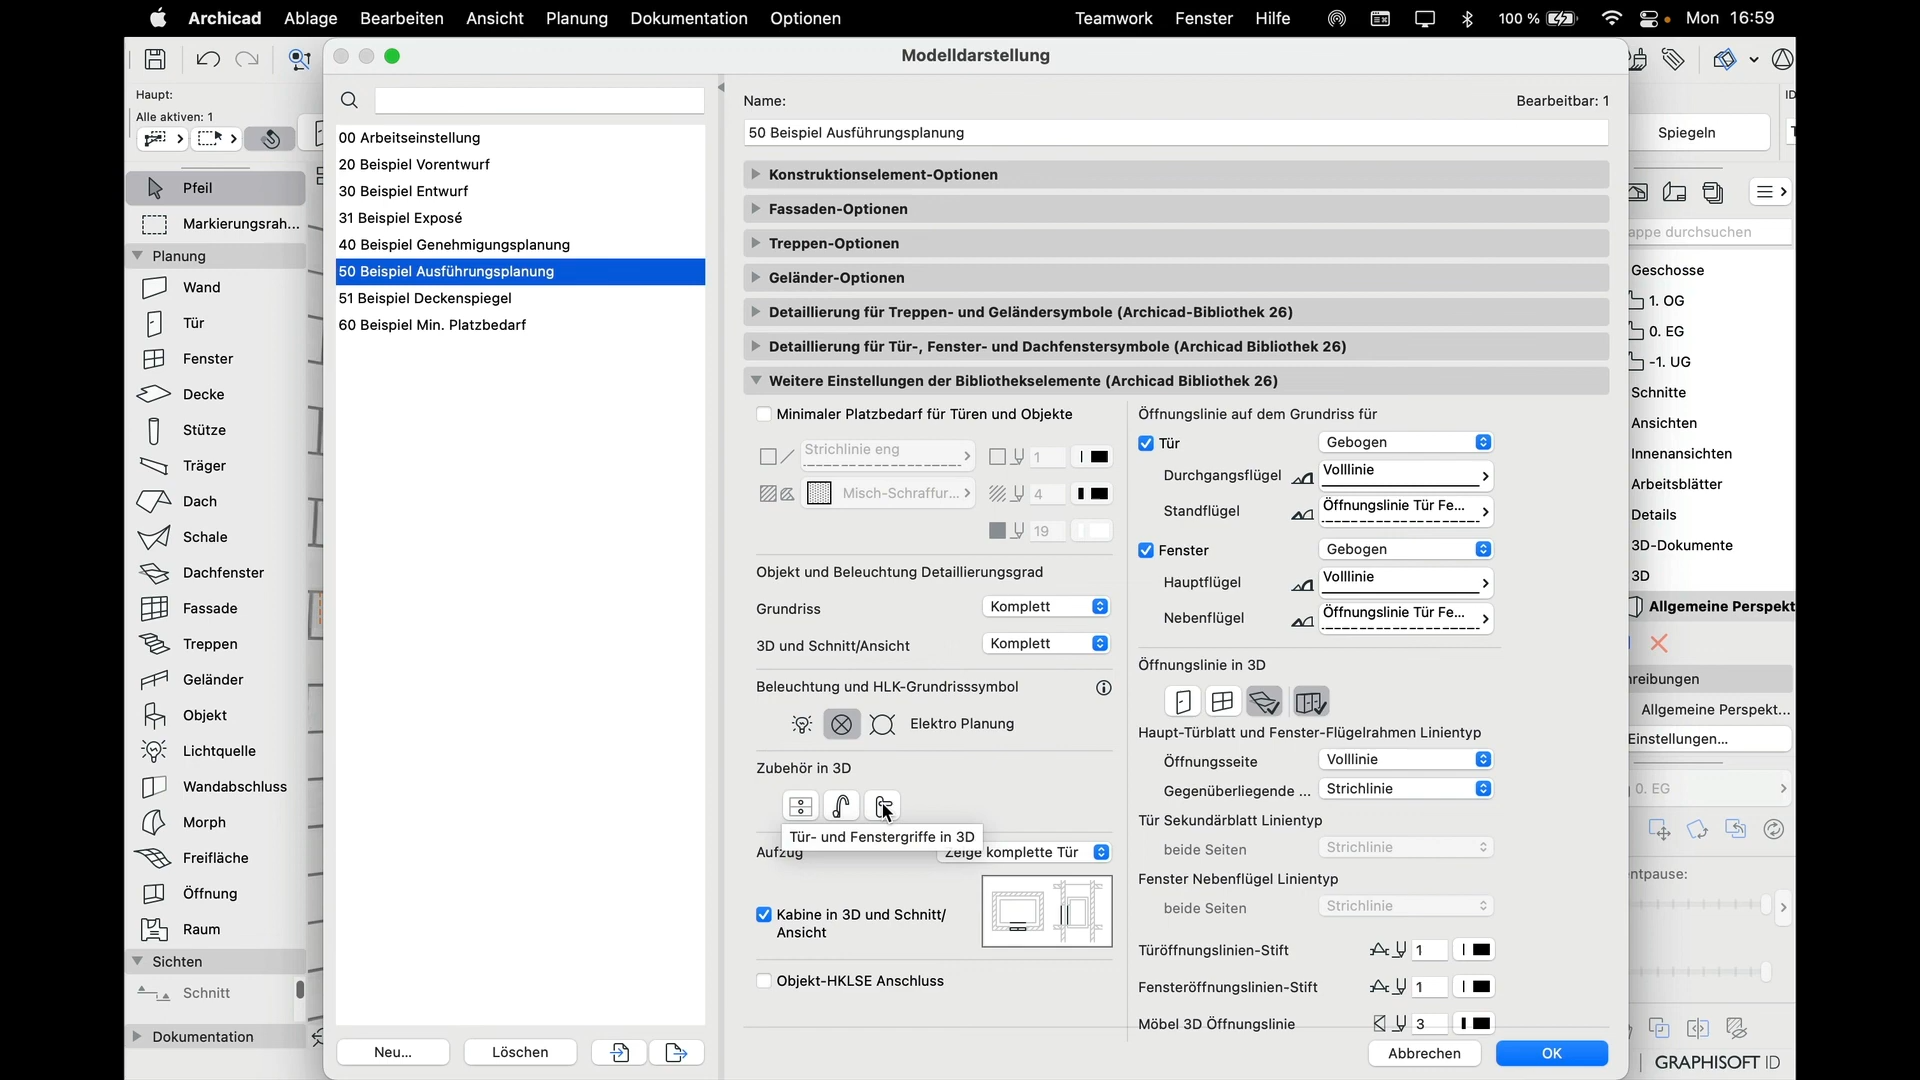 Archicad Ablage Bearbeiten Ansicht Planung Dokumentation Optionen Teamwork Fenster Hilfe 100 % Mon 16:59
Modelldarstellung
Haupt:
Alle aktiven: 1
Pfeil
Markierungsrah...
Planung
Wand
Tür
Fenster
Decke
Stütze
Träger
Dach
Schale
Dachfenster
Fassade
Treppen
Geländer
Objekt
Lichtquelle
Wandabschluss
Morph
Freifläche
Öffnung
Raum
Sichten
Schnitt
Dokumentation
00 Arbeitseinstellung
20 Beispiel Vorentwurf
30 Beispiel Entwurf
31 Beispiel Exposé
40 Beispiel Genehmigungsplanung
50 Beispiel Ausführungsplanung
51 Beispiel Deckenspiegel
60 Beispiel Min. Platzbedarf
Neu...
Löschen
Name:
Bearbeitbar: 1
50 Beispiel Ausführungsplanung
Konstruktionselement-Optionen
Fassaden-Optionen
Treppen-Optionen
Geländer-Optionen
Detaillierung für Treppen- und Geländersymbole (Archicad-Bibliothek 26)
Detaillierung für Tür-, Fenster- und Dachfenstersymbole (Archicad Bibliothek 26)
Weitere Einstellungen der Bibliothekselemente (Archicad Bibliothek 26)
Minimaler Platzbedarf für Türen und Objekte
Strichlinie eng
1
Misch-Schraffur...
4
19
Objekt und Beleuchtung Detaillierungsgrad
Grundriss Komplett
3D und Schnitt/Ansicht Komplett
Beleuchtung und HLK-Grundrisssymbol
Elektro Planung
Zubehör in 3D
Tür- und Fenstergriffe in 3D
Aufzug Zeige komplette Tür
Kabine in 3D und Schnitt/
Ansicht
Objekt-HKLSE Anschluss
Öffnungslinie auf dem Grundriss für
Tür Gebogen
Durchgangsflügel Volllinie
Standflügel Öffnungslinie Tür Fe...
Fenster Gebogen
Hauptflügel Volllinie
Nebenflügel Öffnungslinie Tür Fe...
Öffnungslinie in 3D
Haupt-Türblatt und Fenster-Flügelrahmen Linientyp
Öffnungsseite Volllinie
Gegenüberliegende ... Strichlinie
Tür Sekundärblatt Linientyp
beide Seiten Strichlinie
Fenster Nebenflügel Linientyp
beide Seiten Strichlinie
Türöffnungslinien-Stift 1
Fensteröffnungslinien-Stift 1
Möbel 3D Öffnungslinie 3
Abbrechen
OK
ID
Spiegeln
appe durchsuchen
Geschosse
1. OG
0. EG
-1. UG
Schnitte
Ansichten
Innenansichten
Arbeitsblätter
Details
3D-Dokumente
3D
Allgemeine Perspekt
reibungen
Allgemeine Perspekt...
Einstellungen...
0. EG
entpause:
GRAPHISOFT ID